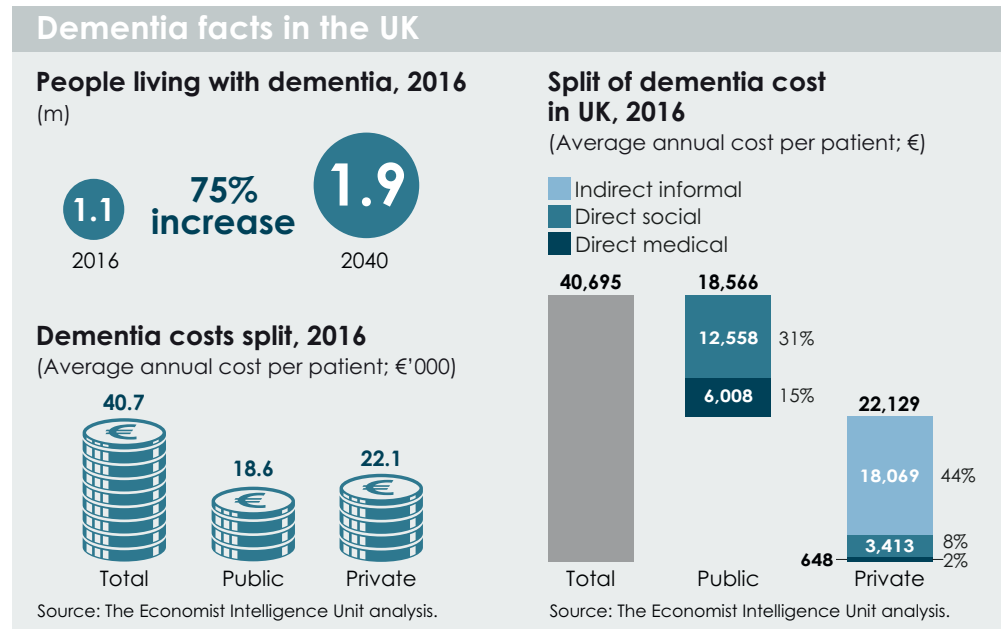 Dementia facts in the UK
People living with dementia, 2016
(m)
1.1
75%
increase
1.9
2016
2040
Dementia costs split, 2016
(Average annual cost per patient; €’000)
40.7
18.6
22.1
€
€
€
Total
Public
Private
Source: The Economist Intelligence Unit analysis.
Split of dementia cost
in UK, 2016
(Average annual cost per patient; €)
Indirect informal
Direct social
Direct medical
40,695
18,566
12,558
31%
6,008
15%
22,129
18,069
44%
3,413
8%
648
2%
Total
Public
Private
Source: The Economist Intelligence Unit analysis.